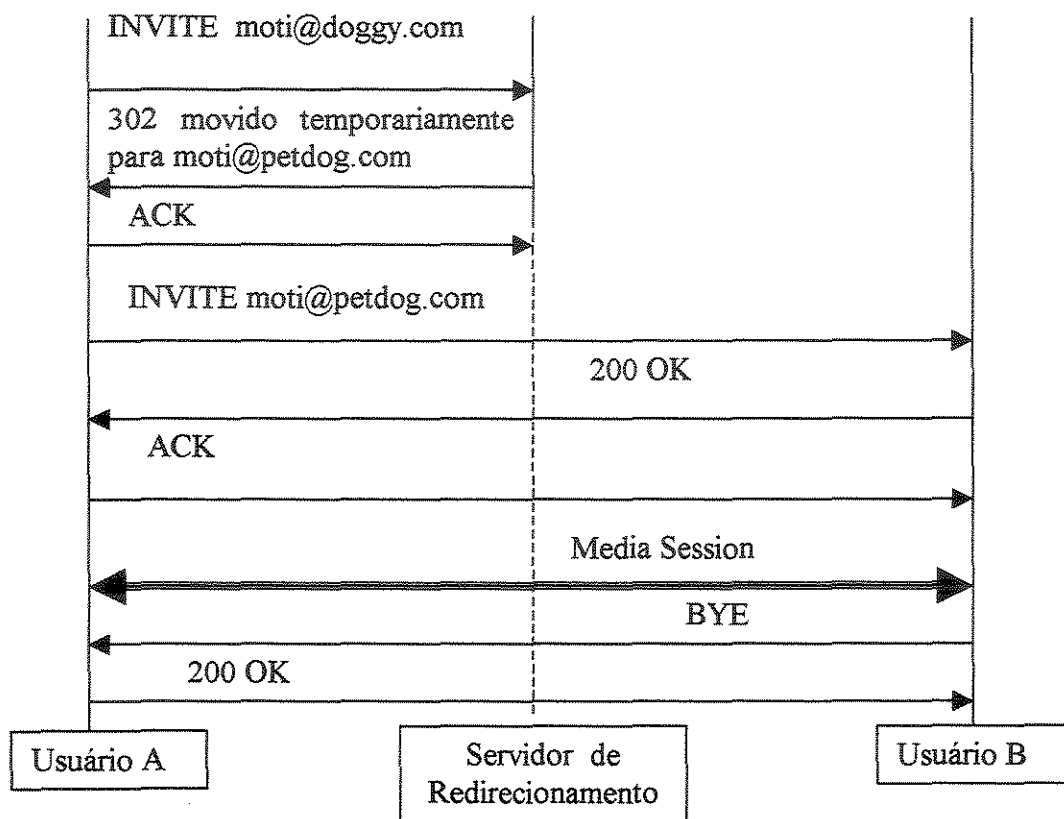 INVITE moti@doggy.com
302 movido temporariamente
para moti@petdog.com
ACK
INVITE moti@petdog.com
200 OK
ACK
Media Session
BYE
200 OK
Usuário A
Servidor de
Redirecionamento
Usuário B